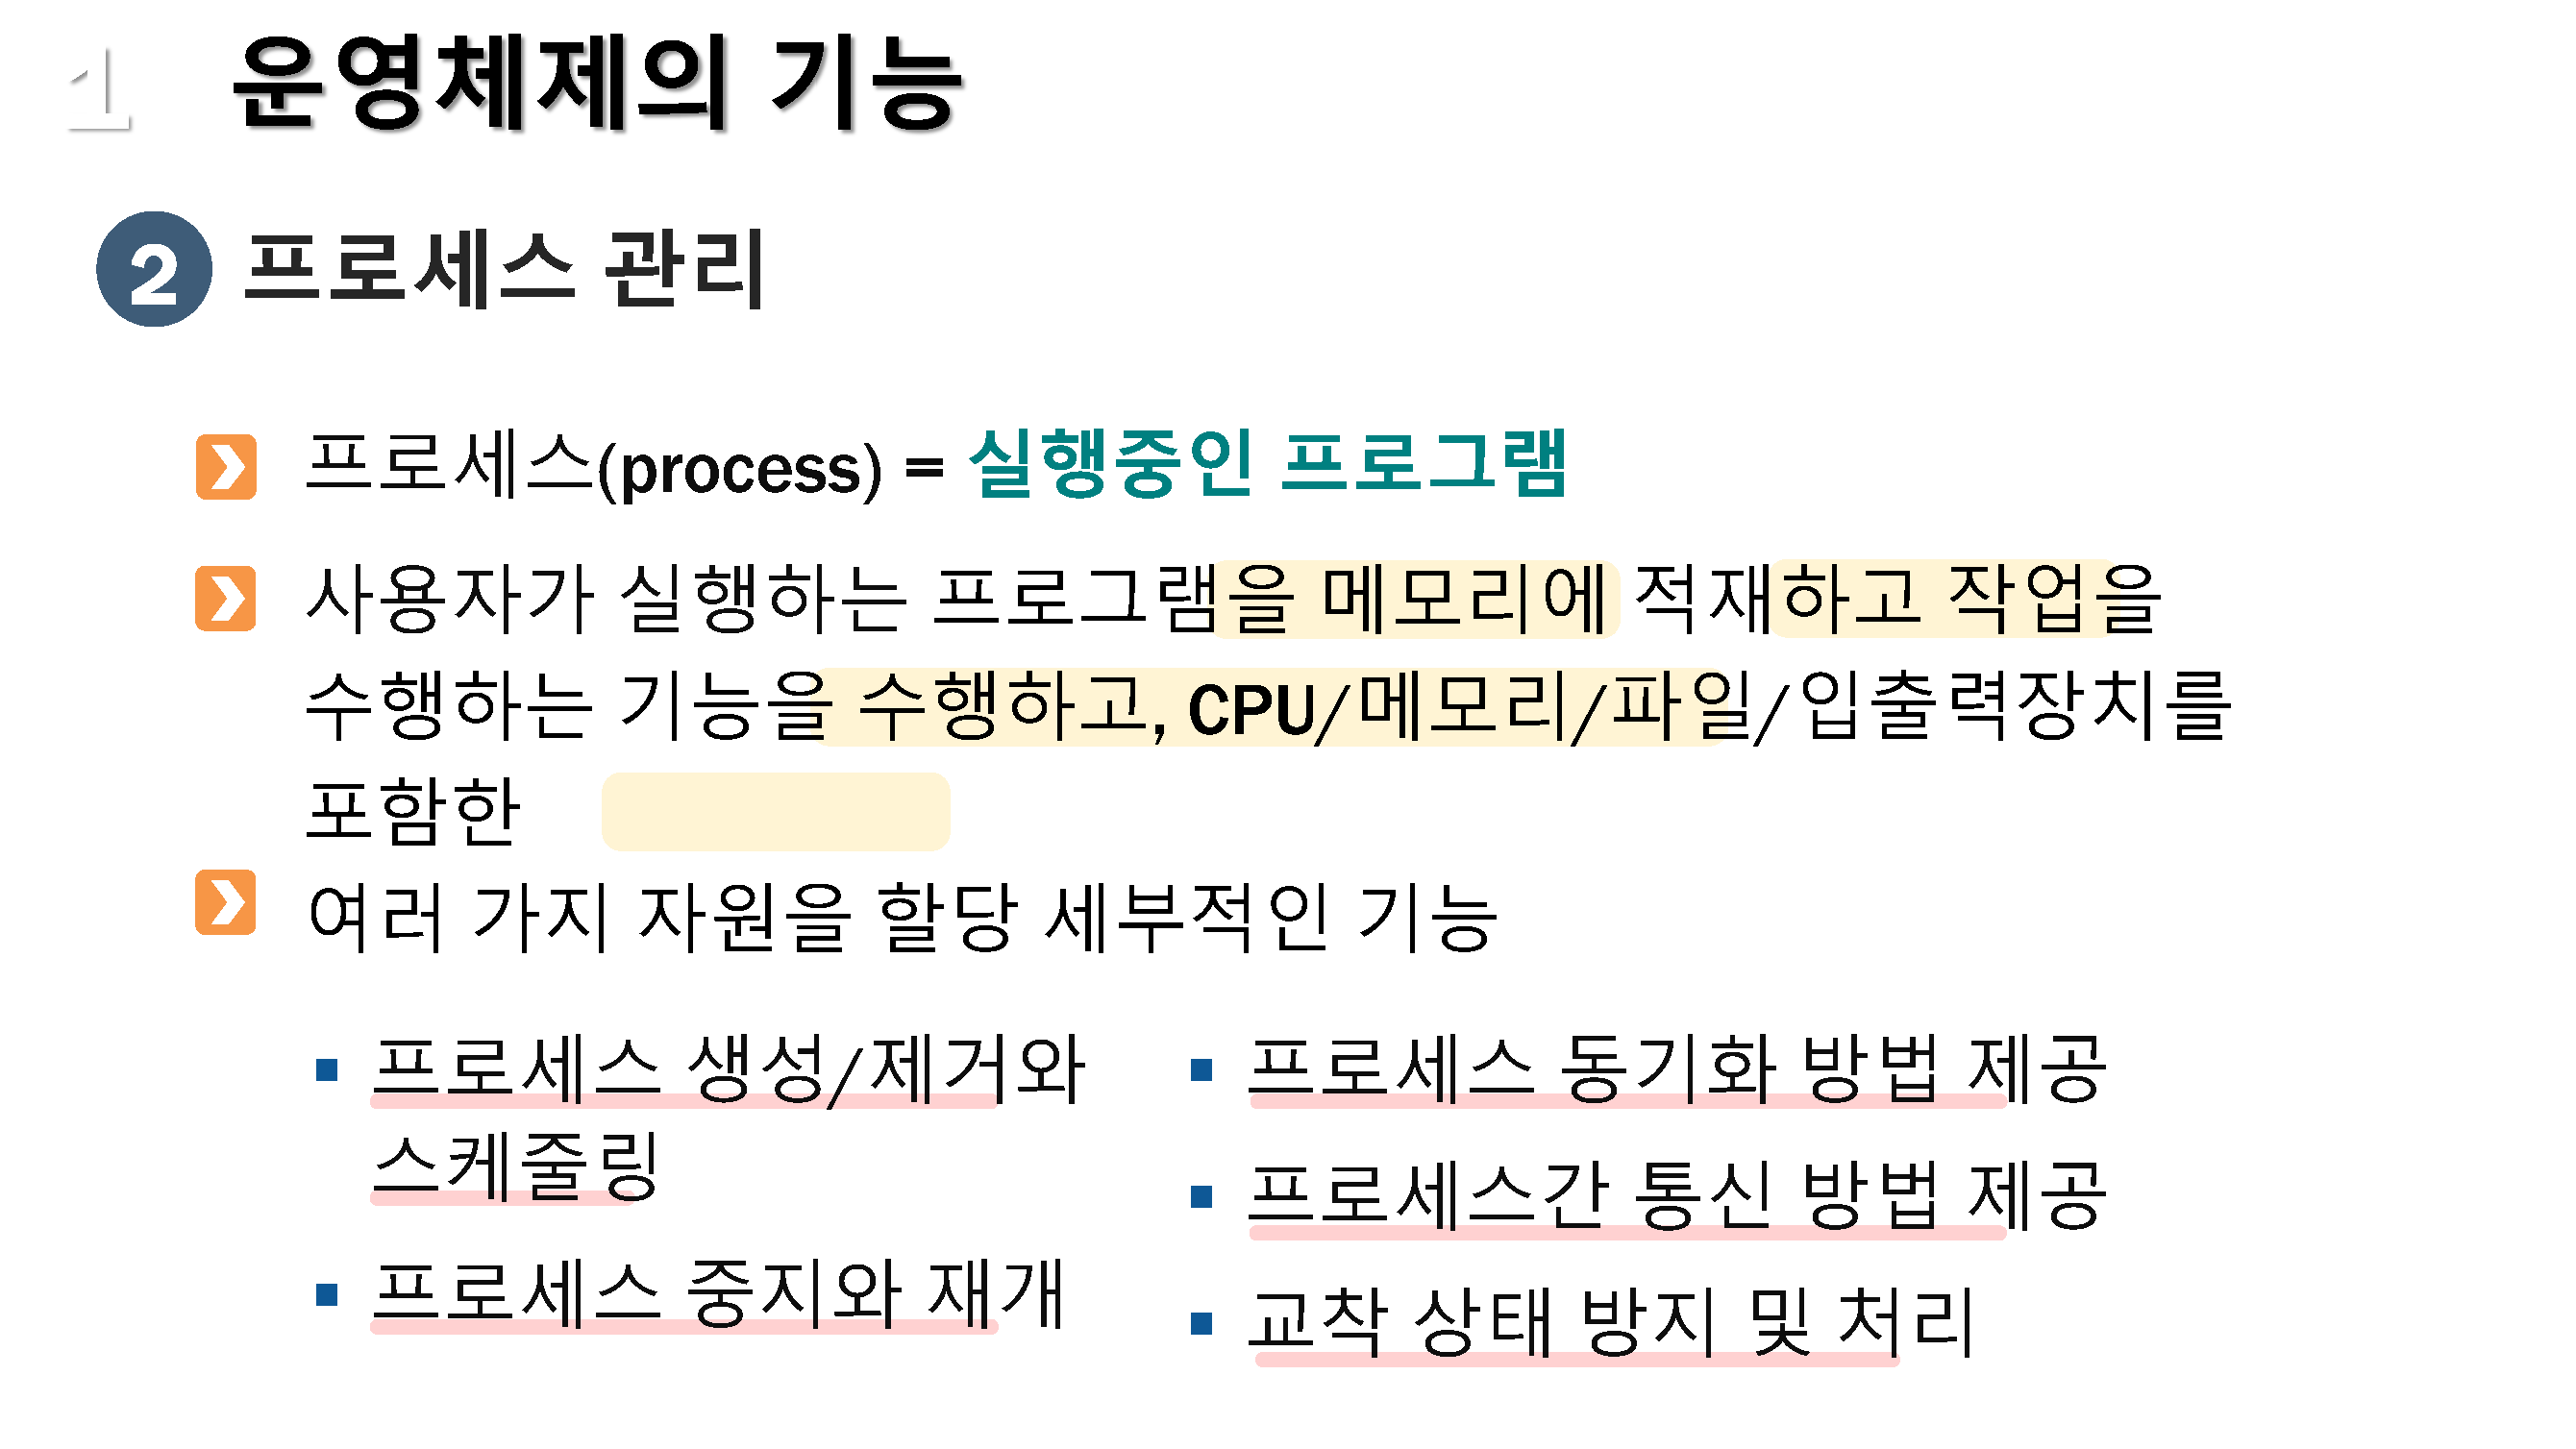 1 운영체제의 기능
2 프로세스 관리
프로세스(process) = 실행중인 프로그램
사용자가 실행하는 프로그램을 메모리에 적재하고 작업을
수행하는 기능을 수행하고, CPU/메모리/파일/입출력장치를
포함한
여러 가지 자원을 할당 세부적인 기능
프로세스 생성/제거와
스케줄링
프로세스 중지와 재개
프로세스 동기화 방법 제공
프로세스간 통신 방법 제공
교착 상태 방지 및 처리